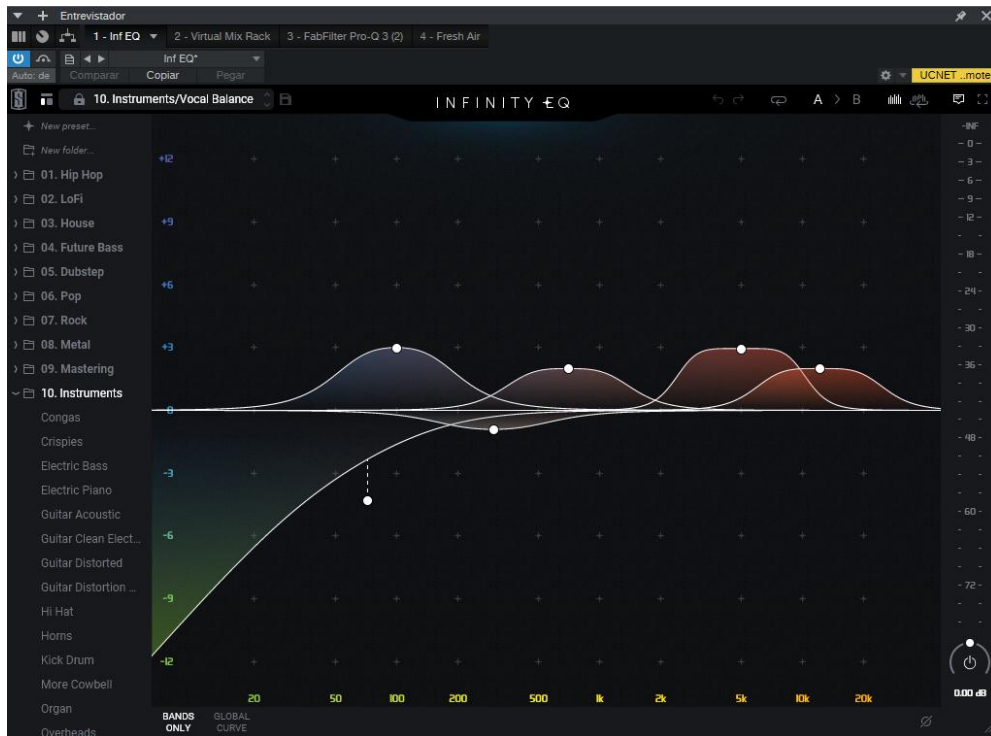 Entrevistador
1 - Inf EQ 2 - Virtual Mix Rack 3 - FabFilter Pro-Q 3 (2) 4 - Fresh Air
Inf EQ*
Auto: de Comparar Copiar Pegar UCNET ..mote
10. Instruments/Vocal Balance INFINITY EQ A > B
New preset...
New folder...
01. Hip Hop
02. LoFi
03. House
04. Future Bass
05. Dubstep
06. Pop
07. Rock
08. Metal
09. Mastering
10. Instruments
Congas
Crispies
Electric Bass
Electric Piano
Guitar Acoustic
Guitar Clean Elect...
Guitar Distorted
Guitar Distortion ...
Hi Hat
Horns
Kick Drum
More Cowbell
Organ
Overheads
+12
+9
+6
+3
0
-3
-6
-9
-12
20 50 100 200 500 1k 2k 5k 10k 20k
BANDS ONLY
GLOBAL CURVE
-INF
- 0 -
- 3 -
- 6 -
- 9 -
- 12 -
- 18 -
- 24 -
- 30 -
- 36 -
- 48 -
- 60 -
- 72 -
0.00 dB